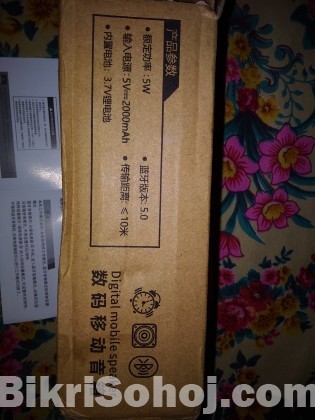 产品参数
• 额定功率: 5W
• 蓝牙版本: 5.0
• 输入电源: 5V⎓2000mAh
• 传输距离: ≤10米
• 内置电池: 3.7V锂电池
Digital mobile spe
数码移动音
BikriSohoj.com